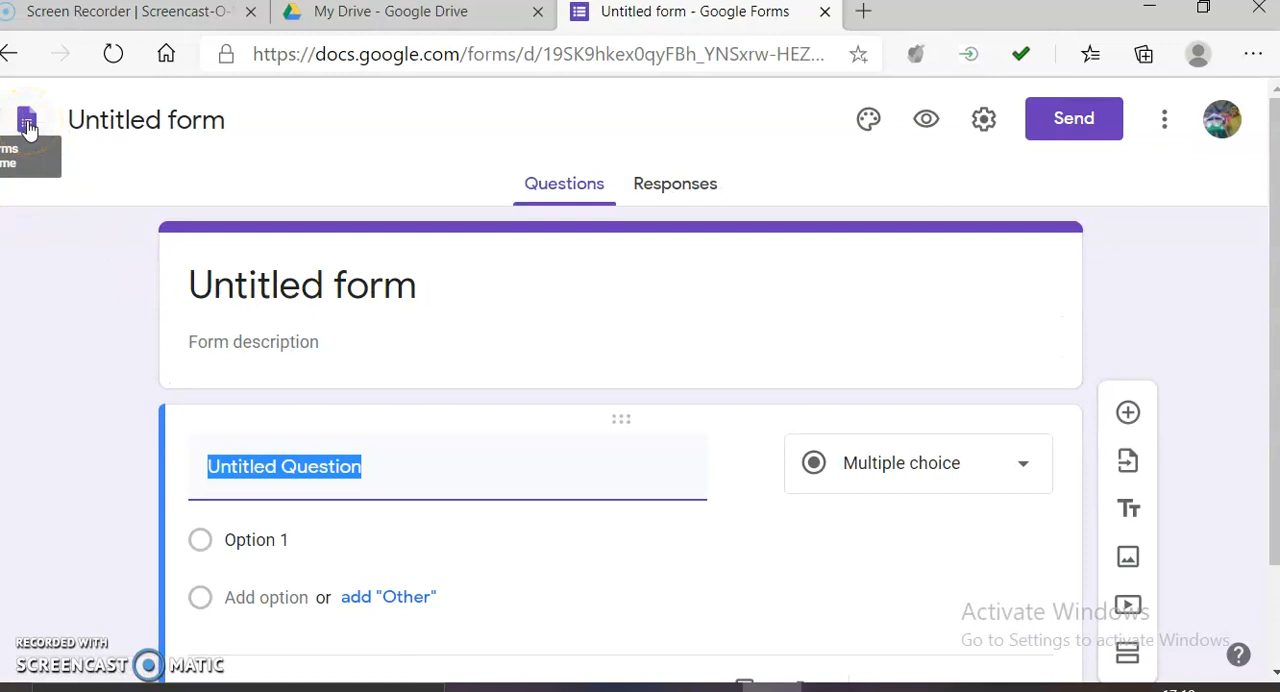 Screen Recorder | Screencast-O-
My Drive - Google Drive
Untitled form - Google Forms
https://docs.google.com/forms/d/19SK9hkex0qyFBh_YNSxrw-HEZ...
Untitled form
Send
rms
me
Questions
Responses
Untitled form
Form description
Untitled Question
Multiple choice
Option 1
Add option or add "Other"
Activate Windows
Go to Settings to activate Windows.
RECORDED WITH
SCREENCAST MATIC